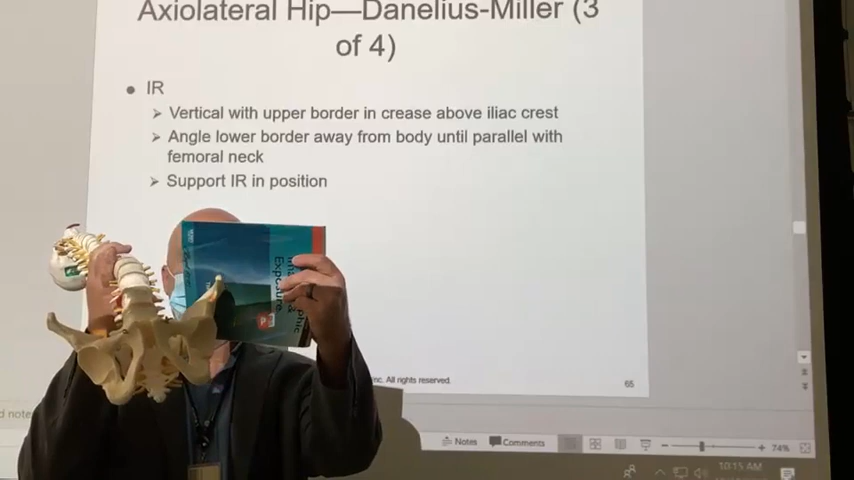 Axiolateral Hip—Danelius-Miller (3
of 4)
● IR
➢ Vertical with upper border in crease above iliac crest
➢ Angle lower border away from body until parallel with
femoral neck
➢ Support IR in position
Exposure
nc. All rights reserved.
65
d notes
Notes
Comments
74%
10:15 AM